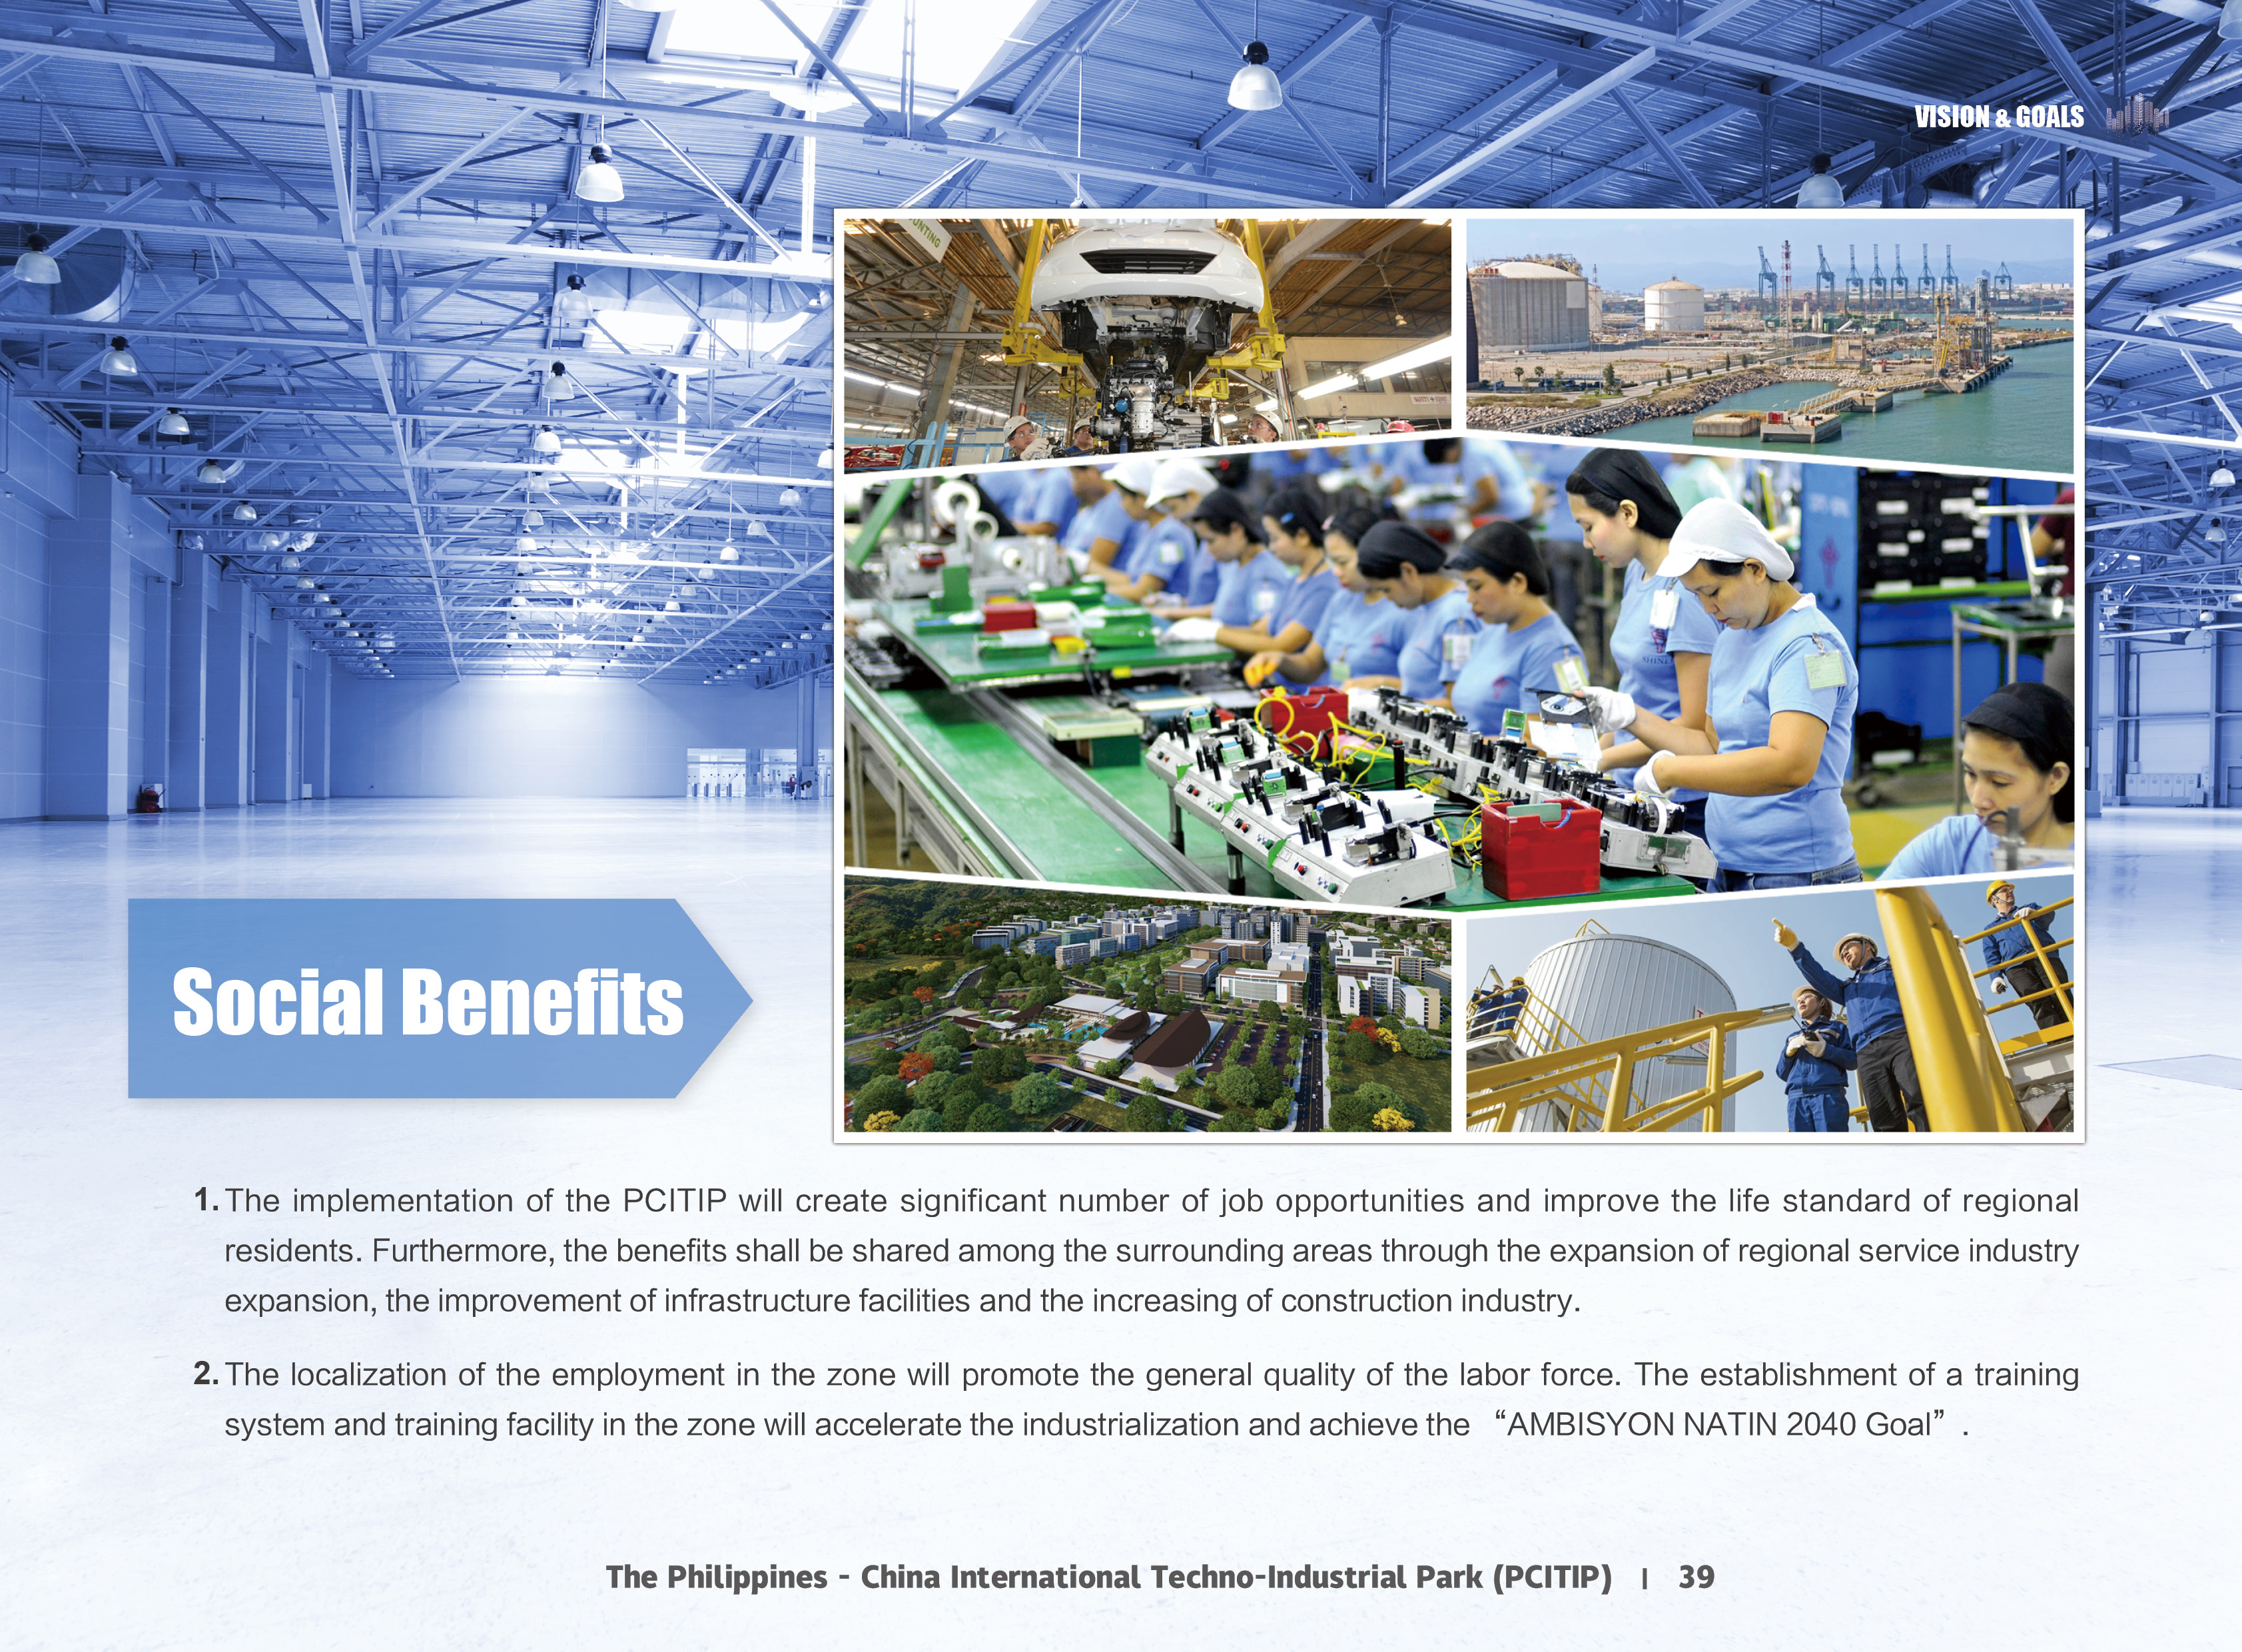 VISION & GOALS
UNTING
Social Benefits
1. The implementation of the PCITIP will create significant number of job opportunities and improve the life standard of regional
residents. Furthermore, the benefits shall be shared among the surrounding areas through the expansion of regional service industry
expansion, the improvement of infrastructure facilities and the increasing of construction industry.
2. The localization of the employment in the zone will promote the general quality of the labor force. The establishment of a training
system and training facility in the zone will accelerate the industrialization and achieve the “AMBISYON NATIN 2040 Goal” .
The Philippines - China International Techno-Industrial Park (PCITIP) | 39